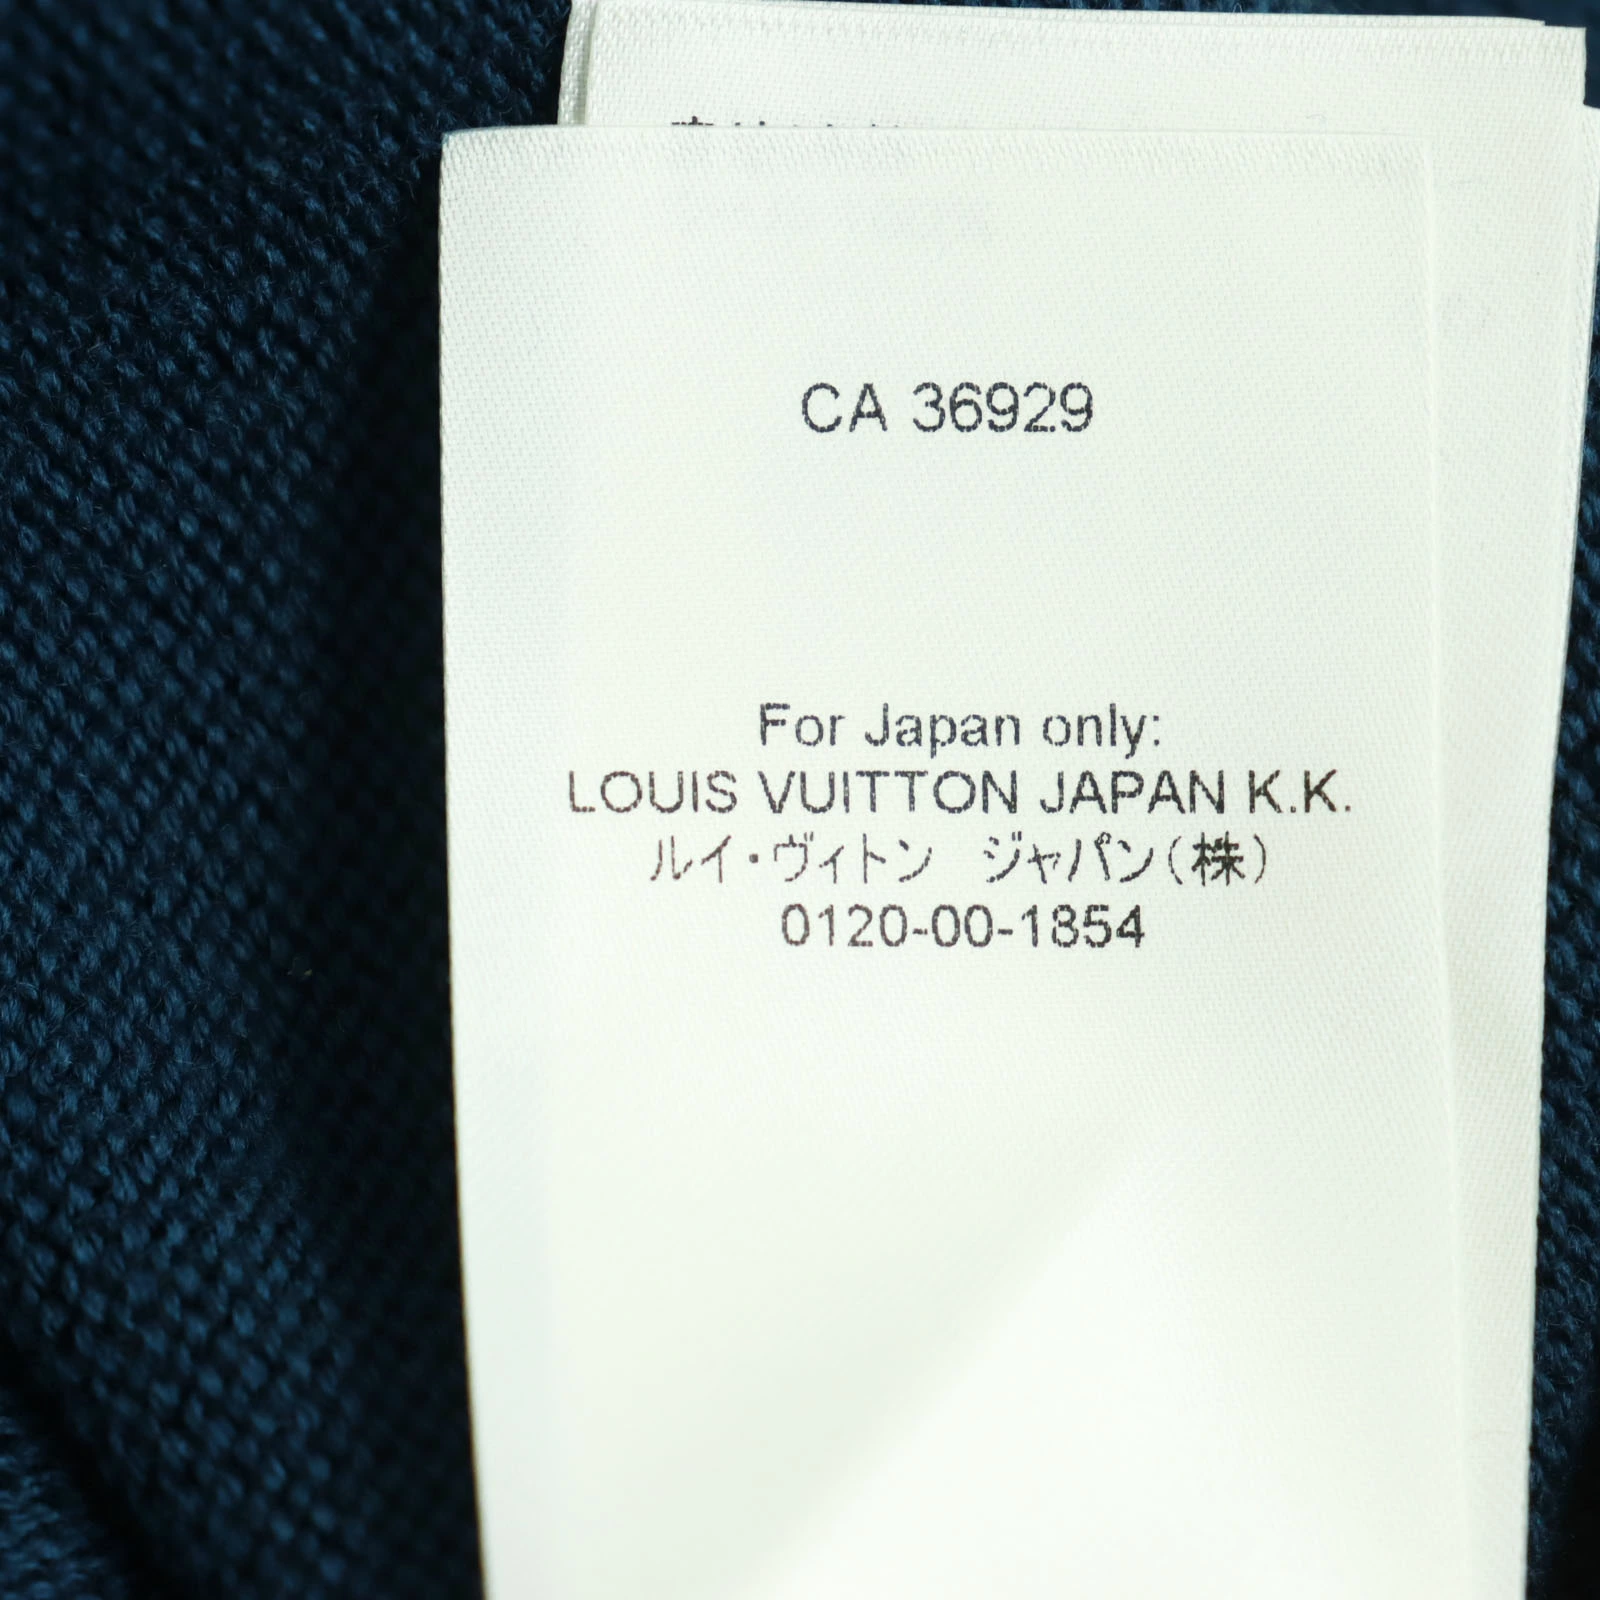 CA 36929
For Japan only:
LOUIS VUITTON JAPAN K.K.
ルイ・ヴィトン　ジャパン(株)
0120-00-1854